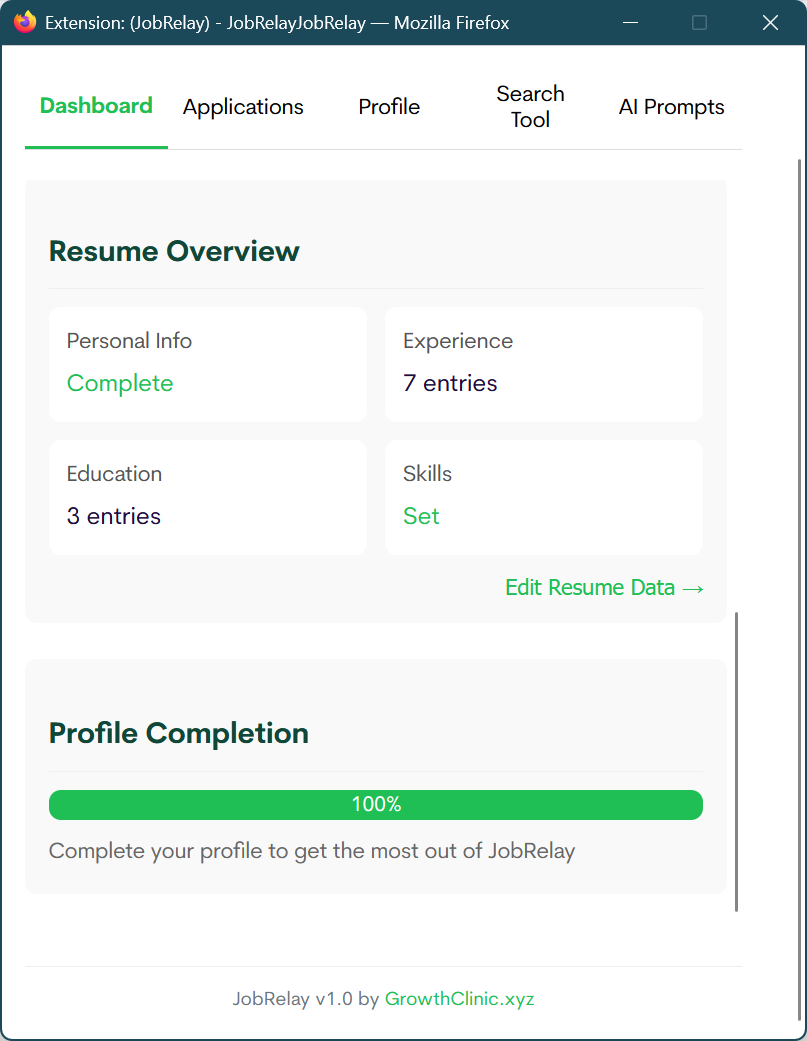 Extension: (JobRelay) - JobRelayJobRelay — Mozilla Firefox
Dashboard
Applications
Profile
Search
Tool
AI Prompts
Resume Overview
Personal Info
Complete
Experience
7 entries
Education
3 entries
Skills
Set
Edit Resume Data →
Profile Completion
100%
Complete your profile to get the most out of JobRelay
JobRelay v1.0 by GrowthClinic.xyz